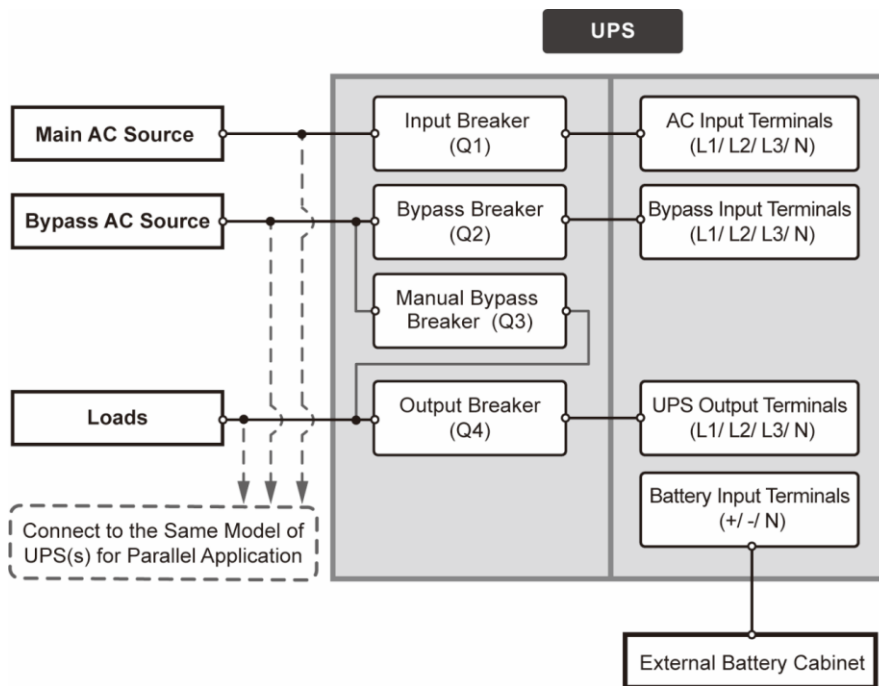 UPS
Main AC Source
Input Breaker
(Q1)
AC Input Terminals
(L1/ L2/ L3/ N)
Bypass AC Source
Bypass Breaker
(Q2)
Bypass Input Terminals
(L1/ L2/ L3/ N)
Manual Bypass
Breaker (Q3)
Loads
Output Breaker
(Q4)
UPS Output Terminals
(L1/ L2/ L3/ N)
Battery Input Terminals
(+/ -/ N)
Connect to the Same Model of
UPS(s) for Parallel Application
External Battery Cabinet